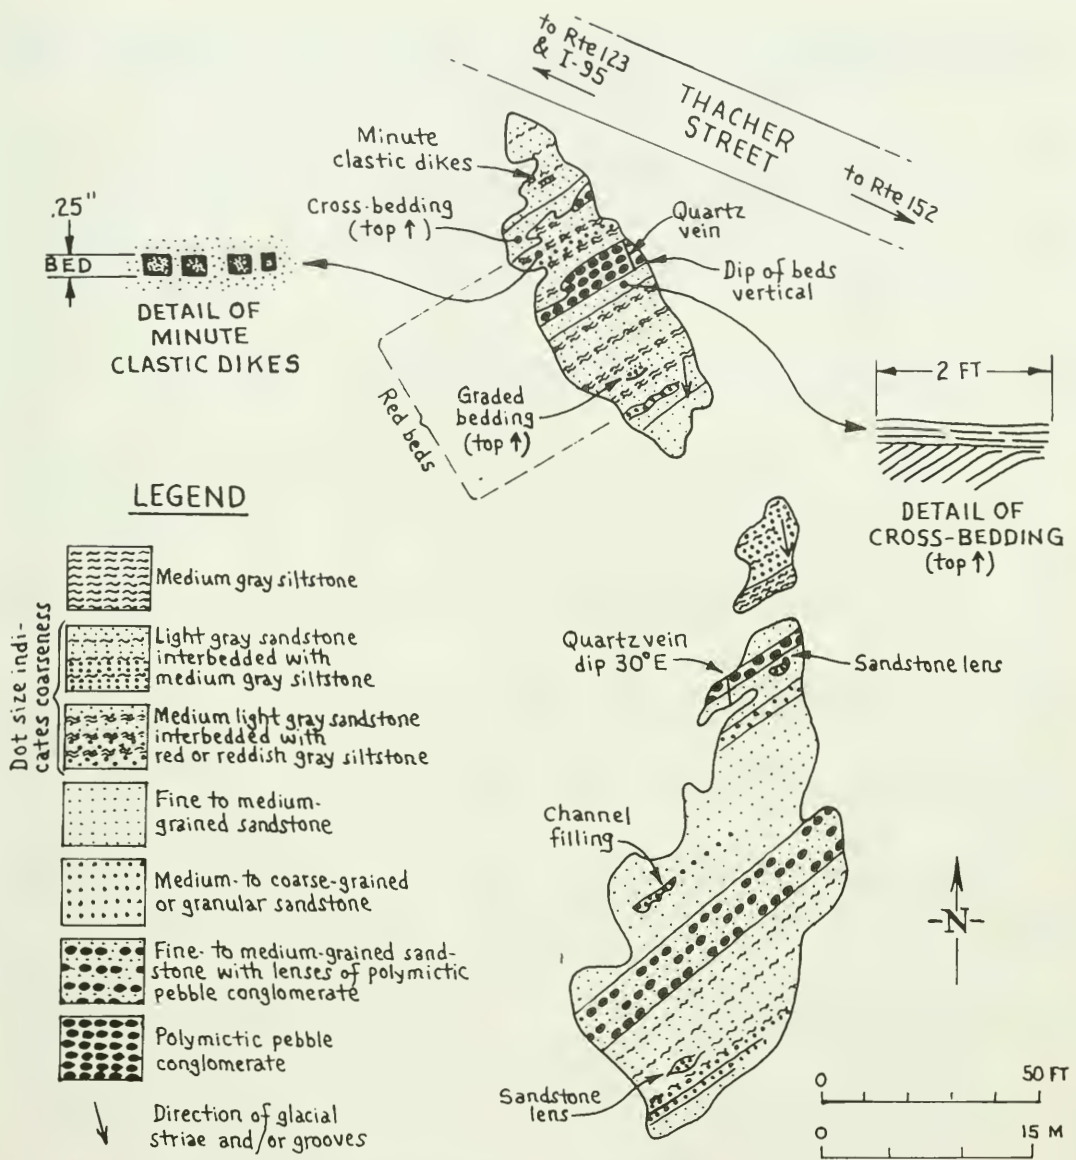 to Rte 123
& I-95
THACHER
STREET
to Rte 152
Minute
clastic dikes
Cross-bedding
(top ↑)
Quartz
vein
Dip of beds
vertical
.25"
BED
DETAIL OF
MINUTE
CLASTIC DIKES
Red beds
Graded
bedding
(top ↑)
2 FT
DETAIL OF
CROSS-BEDDING
(top ↑)
LEGEND
Medium gray siltstone
Dot size indi-
cates coarseness
Light gray sandstone
interbedded with
medium gray siltstone
Medium light gray sandstone
interbedded with
red or reddish gray siltstone
Fine to medium-
grained sandstone
Medium- to coarse-grained
or granular sandstone
Fine- to medium-grained sand-
stone with lenses of polymictic
pebble conglomerate
Polymictic pebble
conglomerate
Direction of glacial
striae and/or grooves
Quartz vein
dip 30°E
Sandstone lens
Channel
filling
Sandstone
lens
-N-
0 50 FT
0 15 M